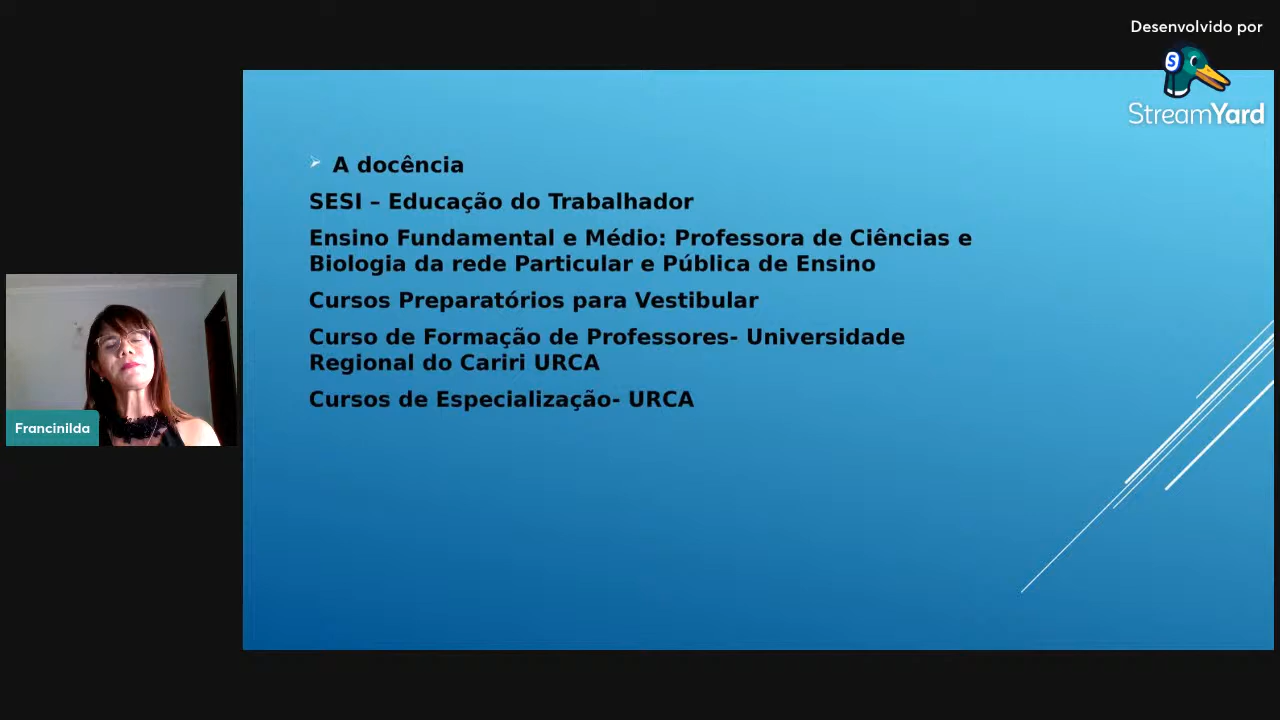 Desenvolvido por
StreamYard
A docência
SESI – Educação do Trabalhador
Ensino Fundamental e Médio: Professora de Ciências e
Biologia da rede Particular e Pública de Ensino
Cursos Preparatórios para Vestibular
Curso de Formação de Professores- Universidade
Regional do Cariri URCA
Cursos de Especialização- URCA
Francinilda